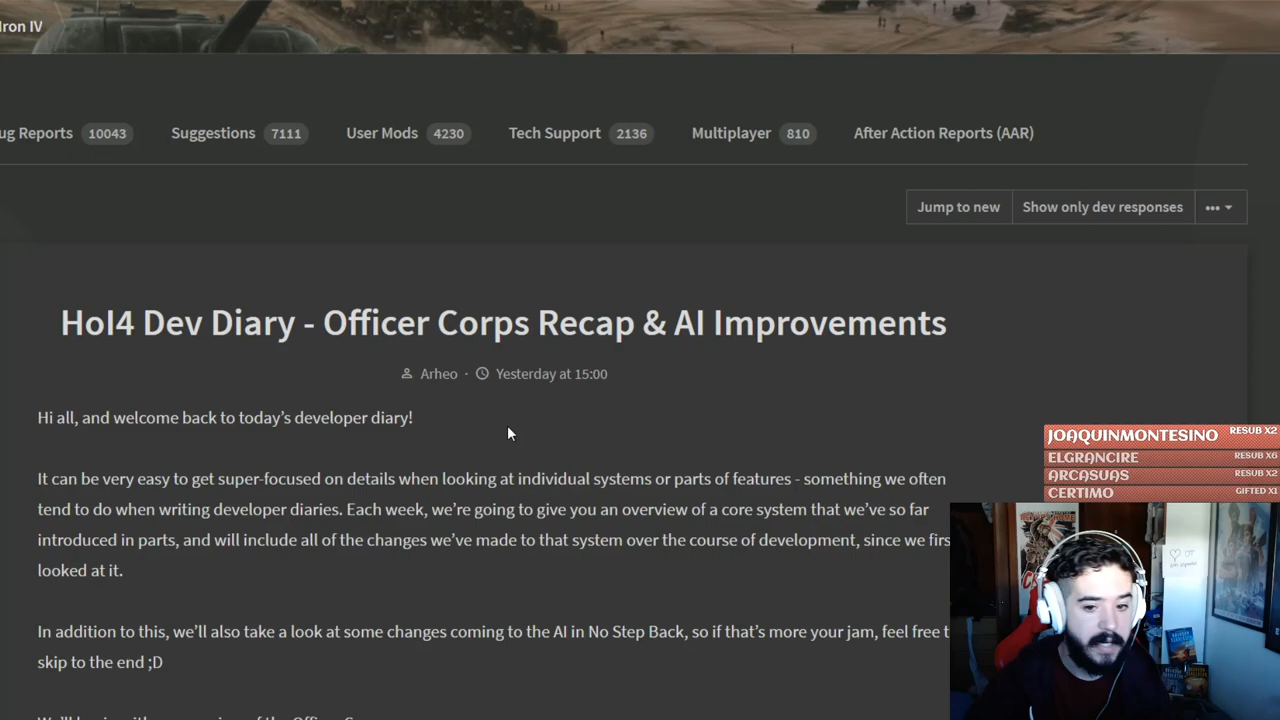 Iron IV
ug Reports 10043 Suggestions 7111 User Mods 4230 Tech Support 2136 Multiplayer 810 After Action Reports (AAR)
Jump to new Show only dev responses
HoI4 Dev Diary - Officer Corps Recap & AI Improvements
Arheo · Yesterday at 15:00
Hi all, and welcome back to today's developer diary!
It can be very easy to get super-focused on details when looking at individual systems or parts of features - something we often
tend to do when writing developer diaries. Each week, we're going to give you an overview of a core system that we've so far
introduced in parts, and will include all of the changes we've made to that system over the course of development, since we firs
looked at it.
In addition to this, we'll also take a look at some changes coming to the AI in No Step Back, so if that's more your jam, feel free t
skip to the end ;D
JOAQUINMONTESINO RESUB X2
ELGRANCIRE RESUB X6
ARCASUAS RESUB X2
CERTIMO GIFTED X1